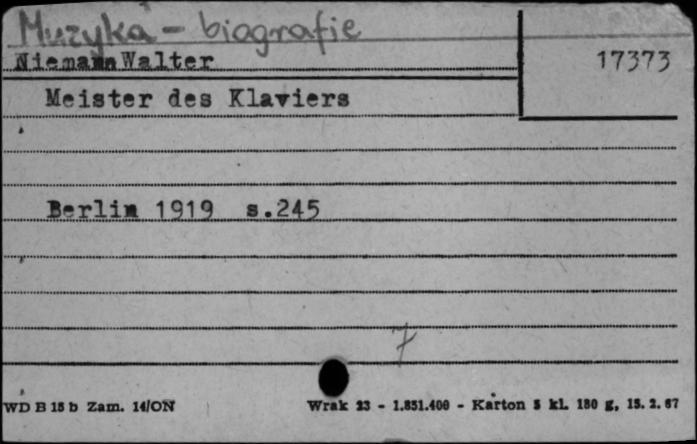 Muzyka - biografie
Niemann Walter
17373
Meister des Klaviers
Berlin 1919 s.245
7
WD B 15 b Zam. 14/ON
Wrak 23 - 1.851.400 - Karton 5 kl. 180 g, 15. 2. 67